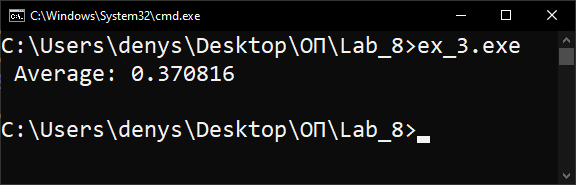 C:\Windows\System32\cmd.exe
C:\Users\denys\Desktop\ОП\Lab_8>ex_3.exe
Average: 0.370816
C:\Users\denys\Desktop\ОП\Lab_8>